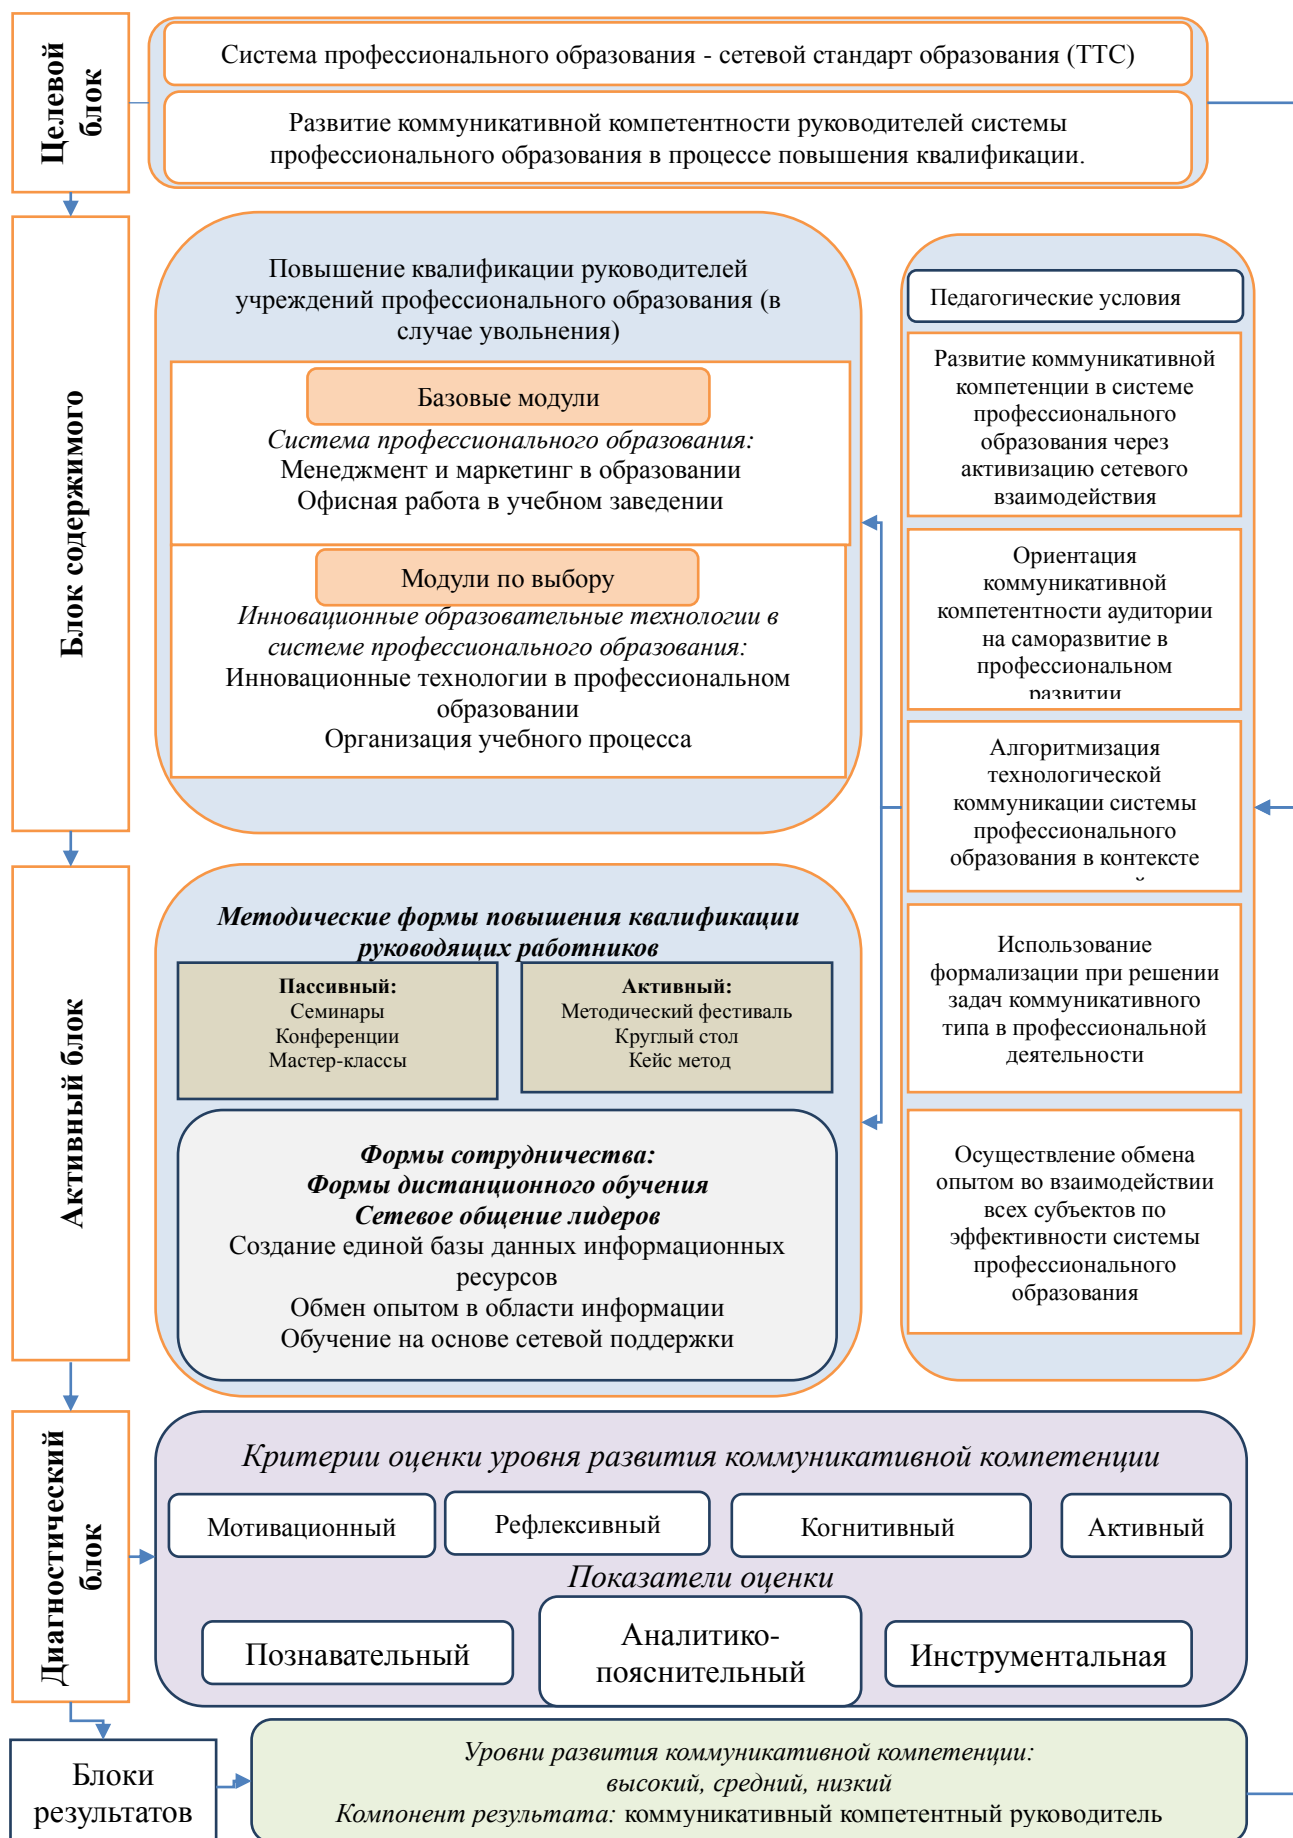 Целевой
блок
Система профессионального образования - сетевой стандарт образования (ТТС)
Развитие коммуникативной компетентности руководителей системы
профессионального образования в процессе повышения квалификации.
Блок содержимого
Повышение квалификации руководителей
учреждений профессионального образования (в
случае увольнения)
Базовые модули
Система профессионального образования:
Менеджмент и маркетинг в образовании
Офисная работа в учебном заведении
Модули по выбору
Инновационные образовательные технологии в
системе профессионального образования:
Инновационные технологии в профессиональном
образовании
Организация учебного процесса
Педагогические условия
Развитие коммуникативной
компетенции в системе
профессионального
образования через
активизацию сетевого
взаимодействия
Ориентация
коммуникативной
компетентности аудитории
на саморазвитие в
профессиональном
развитии
Алгоритмизация
технологической
коммуникации системы
профессионального
образования в контексте
Использование
формализации при решении
задач коммуникативного
типа в профессиональной
деятельности
Осуществление обмена
опытом во взаимодействии
всех субъектов по
эффективности системы
профессионального
образования
Активный блок
Методические формы повышения квалификации
руководящих работников
Пассивный:
Семинары
Конференции
Мастер-классы
Активный:
Методический фестиваль
Круглый стол
Кейс метод
Формы сотрудничества:
Формы дистанционного обучения
Сетевое общение лидеров
Создание единой базы данных информационных
ресурсов
Обмен опытом в области информации
Обучение на основе сетевой поддержки
Диагностический
блок
Критерии оценки уровня развития коммуникативной компетенции
Мотивационный
Рефлексивный
Когнитивный
Активный
Показатели оценки
Познавательный
Аналитико-
пояснительный
Инструментальная
Блоки
результатов
Уровни развития коммуникативной компетенции:
высокий, средний, низкий
Компонент результата: коммуникативный компетентный руководитель